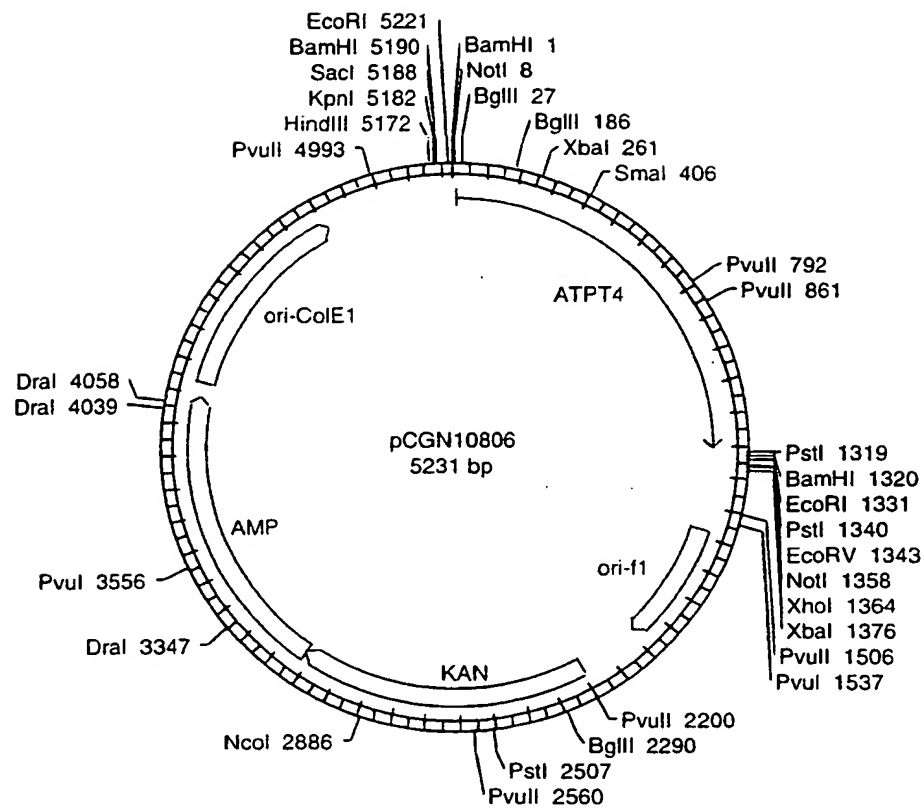 EcoRI 5221
BamHI 5190
SacI 5188
KpnI 5182
HindIII 5172
PvuII 4993
BamHI 1
NotI 8
BglII 27
BglII 186
XbaI 261
SmaI 406
PvuII 792
PvuII 861
ATPT4
ori-ColE1
DraI 4058
DraI 4039
pCGN10806
5231 bp
PstI 1319
BamHI 1320
EcoRI 1331
PstI 1340
EcoRV 1343
NotI 1358
XhoI 1364
XbaI 1376
PvuII 1506
PvuI 1537
AMP
ori-f1
PvuI 3556
DraI 3347
KAN
NcoI 2886
PvuII 2200
BglII 2290
PstI 2507
PvuII 2560